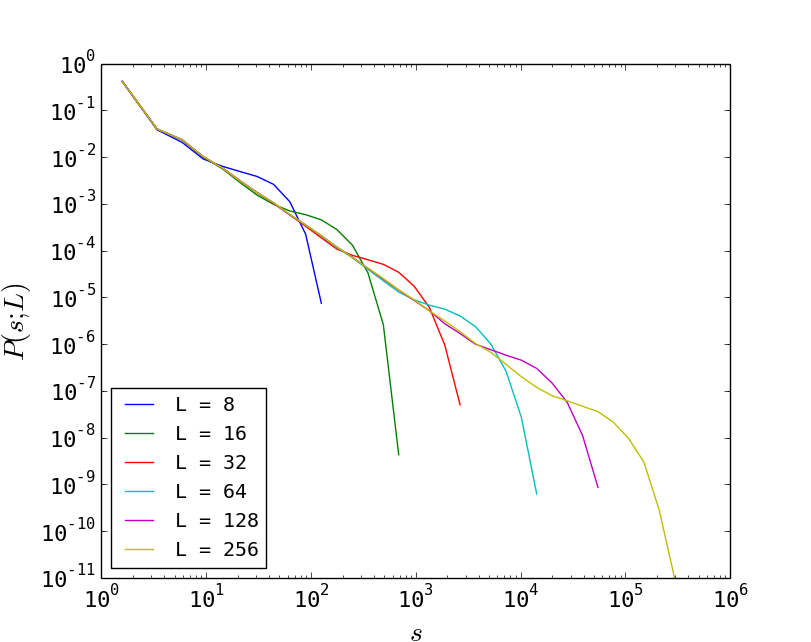 10^0
10^-1
10^-2
10^-3
10^-4
10^-5
10^-6
10^-7
10^-8
10^-9
10^-10
10^-11
P(s;L)
L = 8
L = 16
L = 32
L = 64
L = 128
L = 256
10^0 10^1 10^2 10^3 10^4 10^5 10^6
s